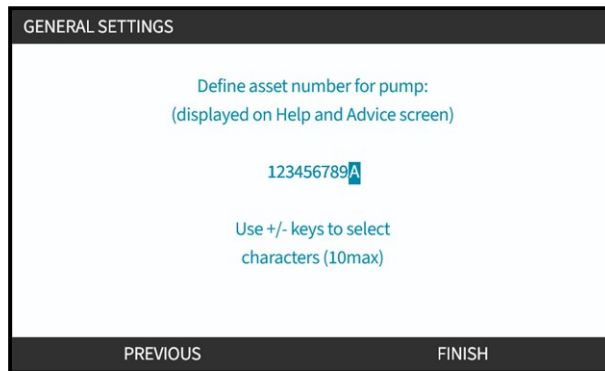 GENERAL SETTINGS
Define asset number for pump:
(displayed on Help and Advice screen)
123456789A
Use +/- keys to select
characters (10max)
PREVIOUS
FINISH